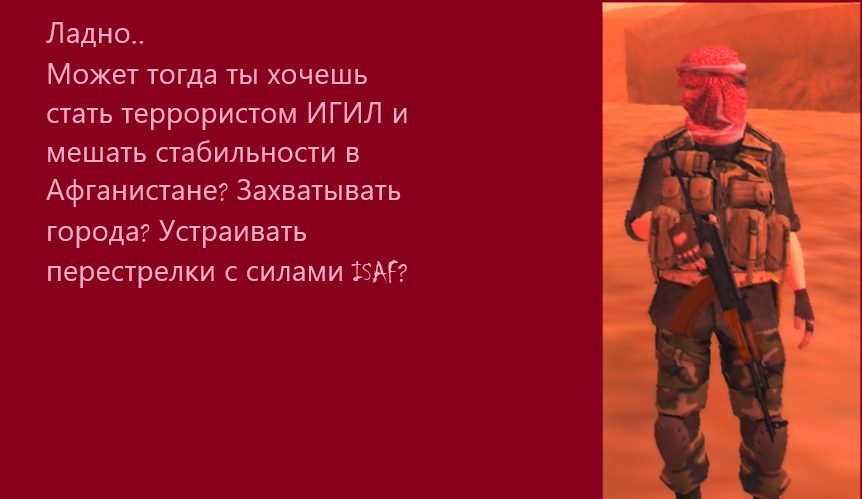 Ладно..
Может тогда ты хочешь
стать террористом ИГИЛ и
мешать стабильности в
Афганистане? Захватывать
города? Устраивать
перестрелки с силами ISAF?